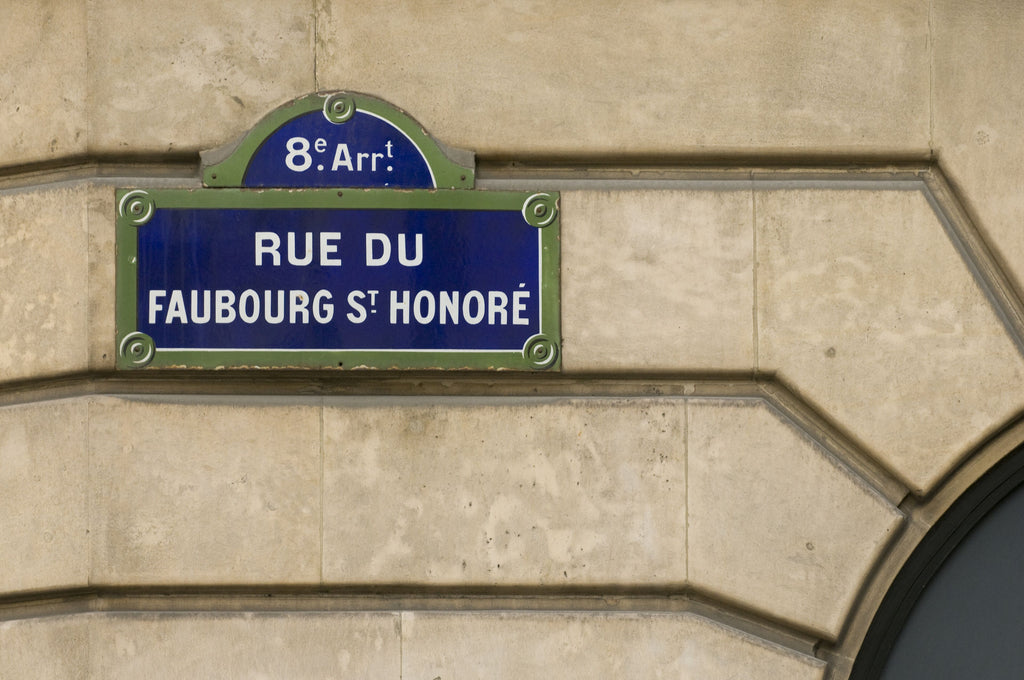 8e. Arrt.
RUE DU
FAUBOURG ST HONORÉ